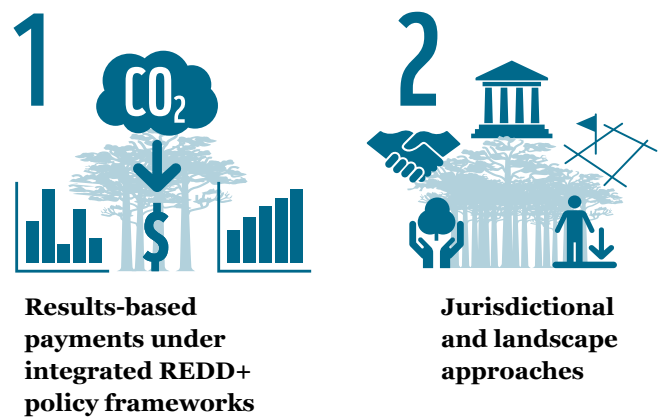 1
CO₂
$
Results-based
payments under
integrated REDD+
policy frameworks
2
Jurisdictional
and landscape
approaches